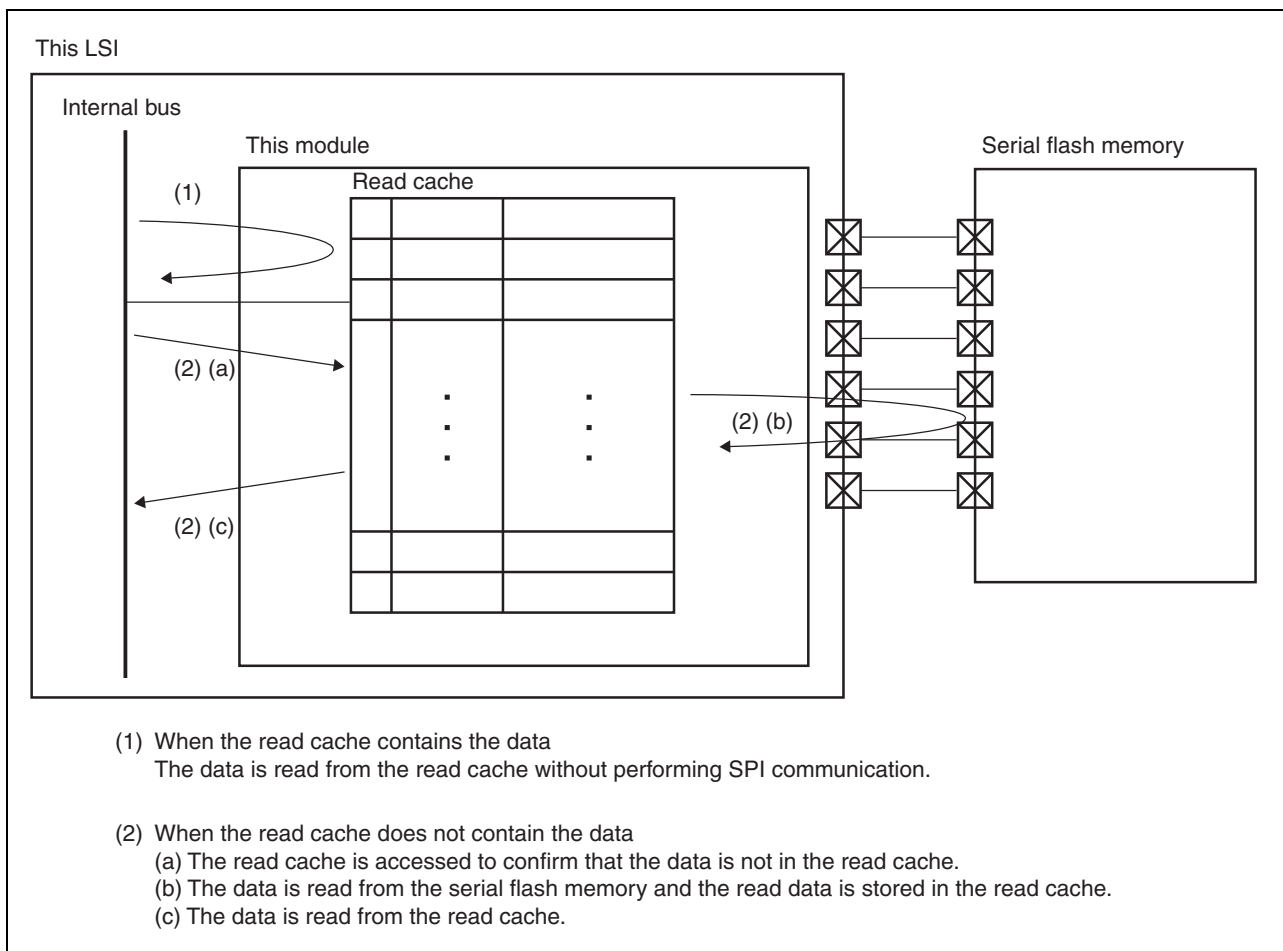 This LSI
Internal bus
This module
Serial flash memory
Read cache
(1)
(2) (a)
(2) (b)
(2) (c)
(1) When the read cache contains the data
The data is read from the read cache without performing SPI communication.
(2) When the read cache does not contain the data
(a) The read cache is accessed to confirm that the data is not in the read cache.
(b) The data is read from the serial flash memory and the read data is stored in the read cache.
(c) The data is read from the read cache.